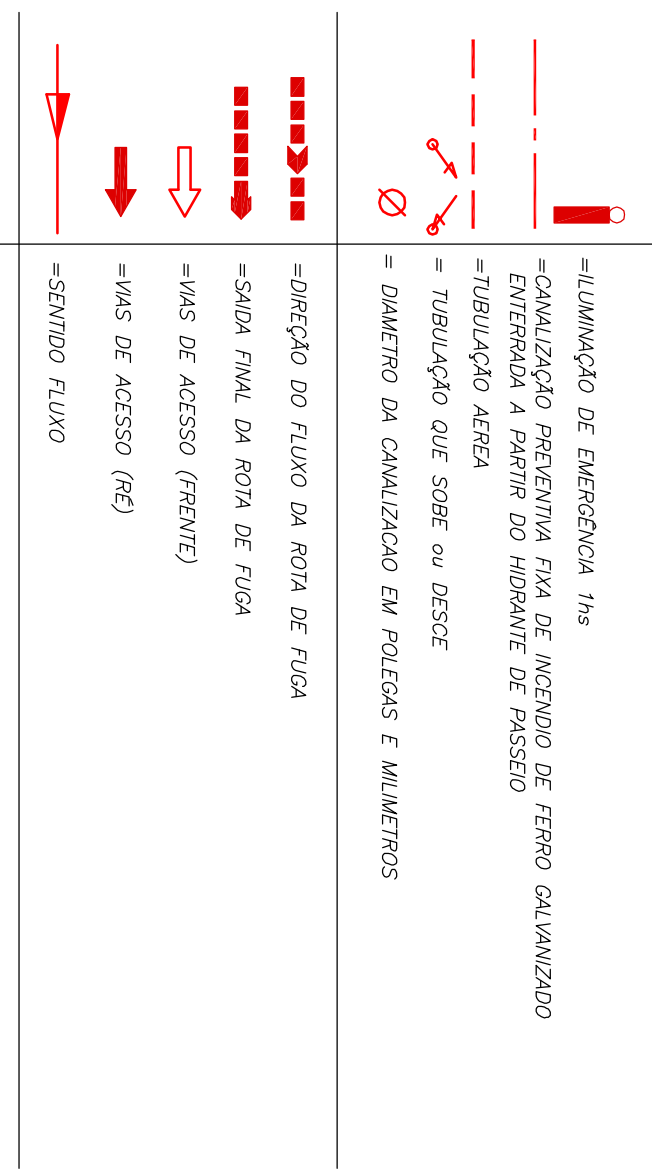 =ILUMINAÇÃO DE EMERGÊNCIA 1hs
=CANALIZAÇÃO PREVENTIVA FIXA DE INCENDIO DE FERRO GALVANIZADO
ENTERRADA A PARTIR DO HIDRANTE DE PASSEIO
=TUBULAÇÃO AEREA
= TUBULAÇÃO QUE SOBE ou DESCE
= DIAMETRO DA CANALIZACAO EM POLEGAS E MILIMETROS
=DIREÇÃO DO FLUXO DA ROTA DE FUGA
=SAIDA FINAL DA ROTA DE FUGA
=VIAS DE ACESSO (FRENTE)
=VIAS DE ACESSO (RÉ)
=SENTIDO FLUXO